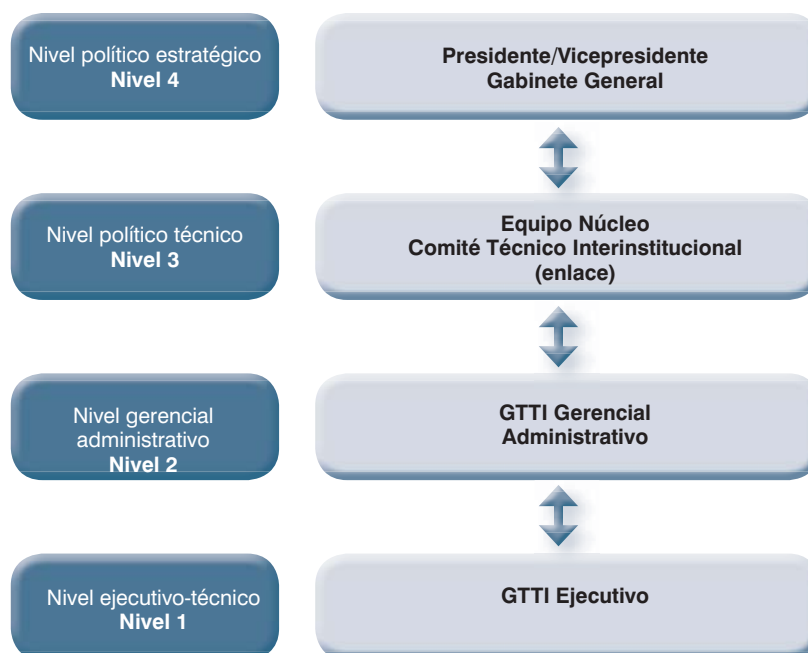 Nivel político estratégico
Nivel 4
Presidente/Vicepresidente
Gabinete General
Nivel político técnico
Nivel 3
Equipo Núcleo
Comité Técnico Interinstitucional
(enlace)
Nivel gerencial
administrativo
Nivel 2
GTTI Gerencial
Administrativo
Nivel ejecutivo-técnico
Nivel 1
GTTI Ejecutivo